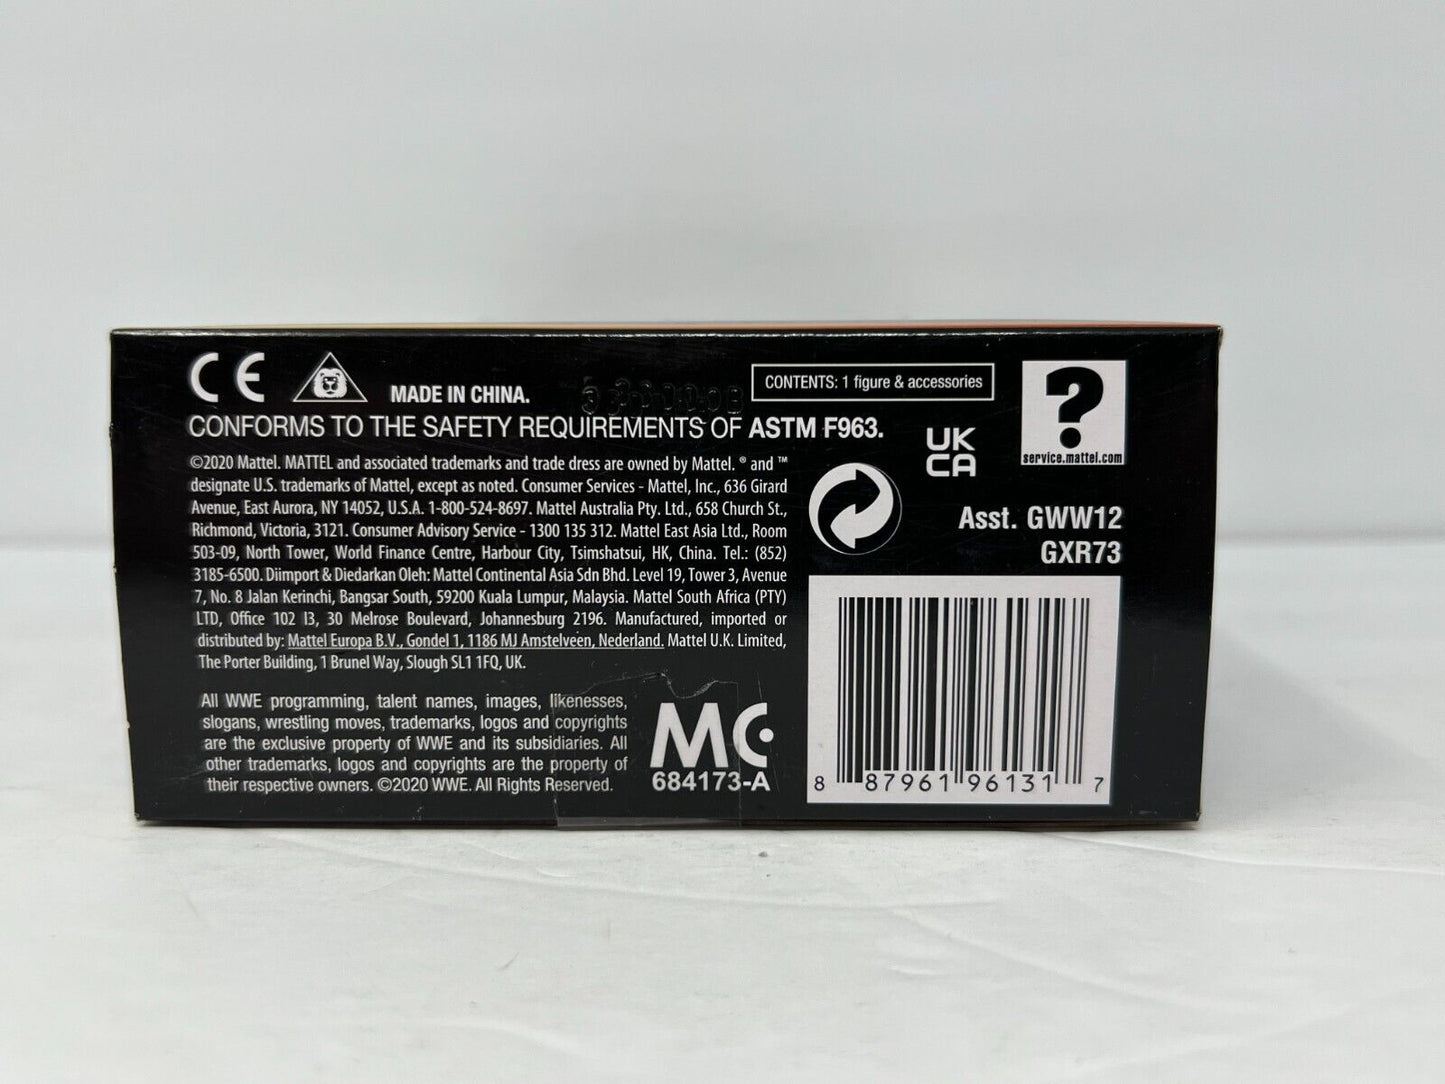 CE
MADE IN CHINA.
CONTENTS: 1 figure & accessories
CONFORMS TO THE SAFETY REQUIREMENTS OF ASTM F963.
UK
CA
?
service.mattel.com
©2020 Mattel. MATTEL and associated trademarks and trade dress are owned by Mattel. ® and ™
designate U.S. trademarks of Mattel, except as noted. Consumer Services - Mattel, Inc., 636 Girard
Avenue, East Aurora, NY 14052, U.S.A. 1-800-524-8697. Mattel Australia Pty. Ltd., 658 Church St.,
Richmond, Victoria, 3121. Consumer Advisory Service - 1300 135 312. Mattel East Asia Ltd., Room
503-09, North Tower, World Finance Centre, Harbour City, Tsimshatsui, HK, China. Tel.: (852)
3185-6500. Diimport & Diedarkan Oleh: Mattel Continental Asia Sdn Bhd. Level 19, Tower 3, Avenue
7, No. 8 Jalan Kerinchi, Bangsar South, 59200 Kuala Lumpur, Malaysia. Mattel South Africa (PTY)
LTD, Office 102 I3, 30 Melrose Boulevard, Johannesburg 2196. Manufactured, imported or
distributed by: Mattel Europa B.V., Gondel 1, 1186 MJ Amstelveen, Nederland. Mattel U.K. Limited,
The Porter Building, 1 Brunel Way, Slough SL1 1FQ, UK.
Asst. GWW12
GXR73
All WWE programming, talent names, images, likenesses,
slogans, wrestling moves, trademarks, logos and copyrights
are the exclusive property of WWE and its subsidiaries. All
other trademarks, logos and copyrights are the property of
their respective owners. ©2020 WWE. All Rights Reserved.
MC
684173-A
8 87961 96131 7